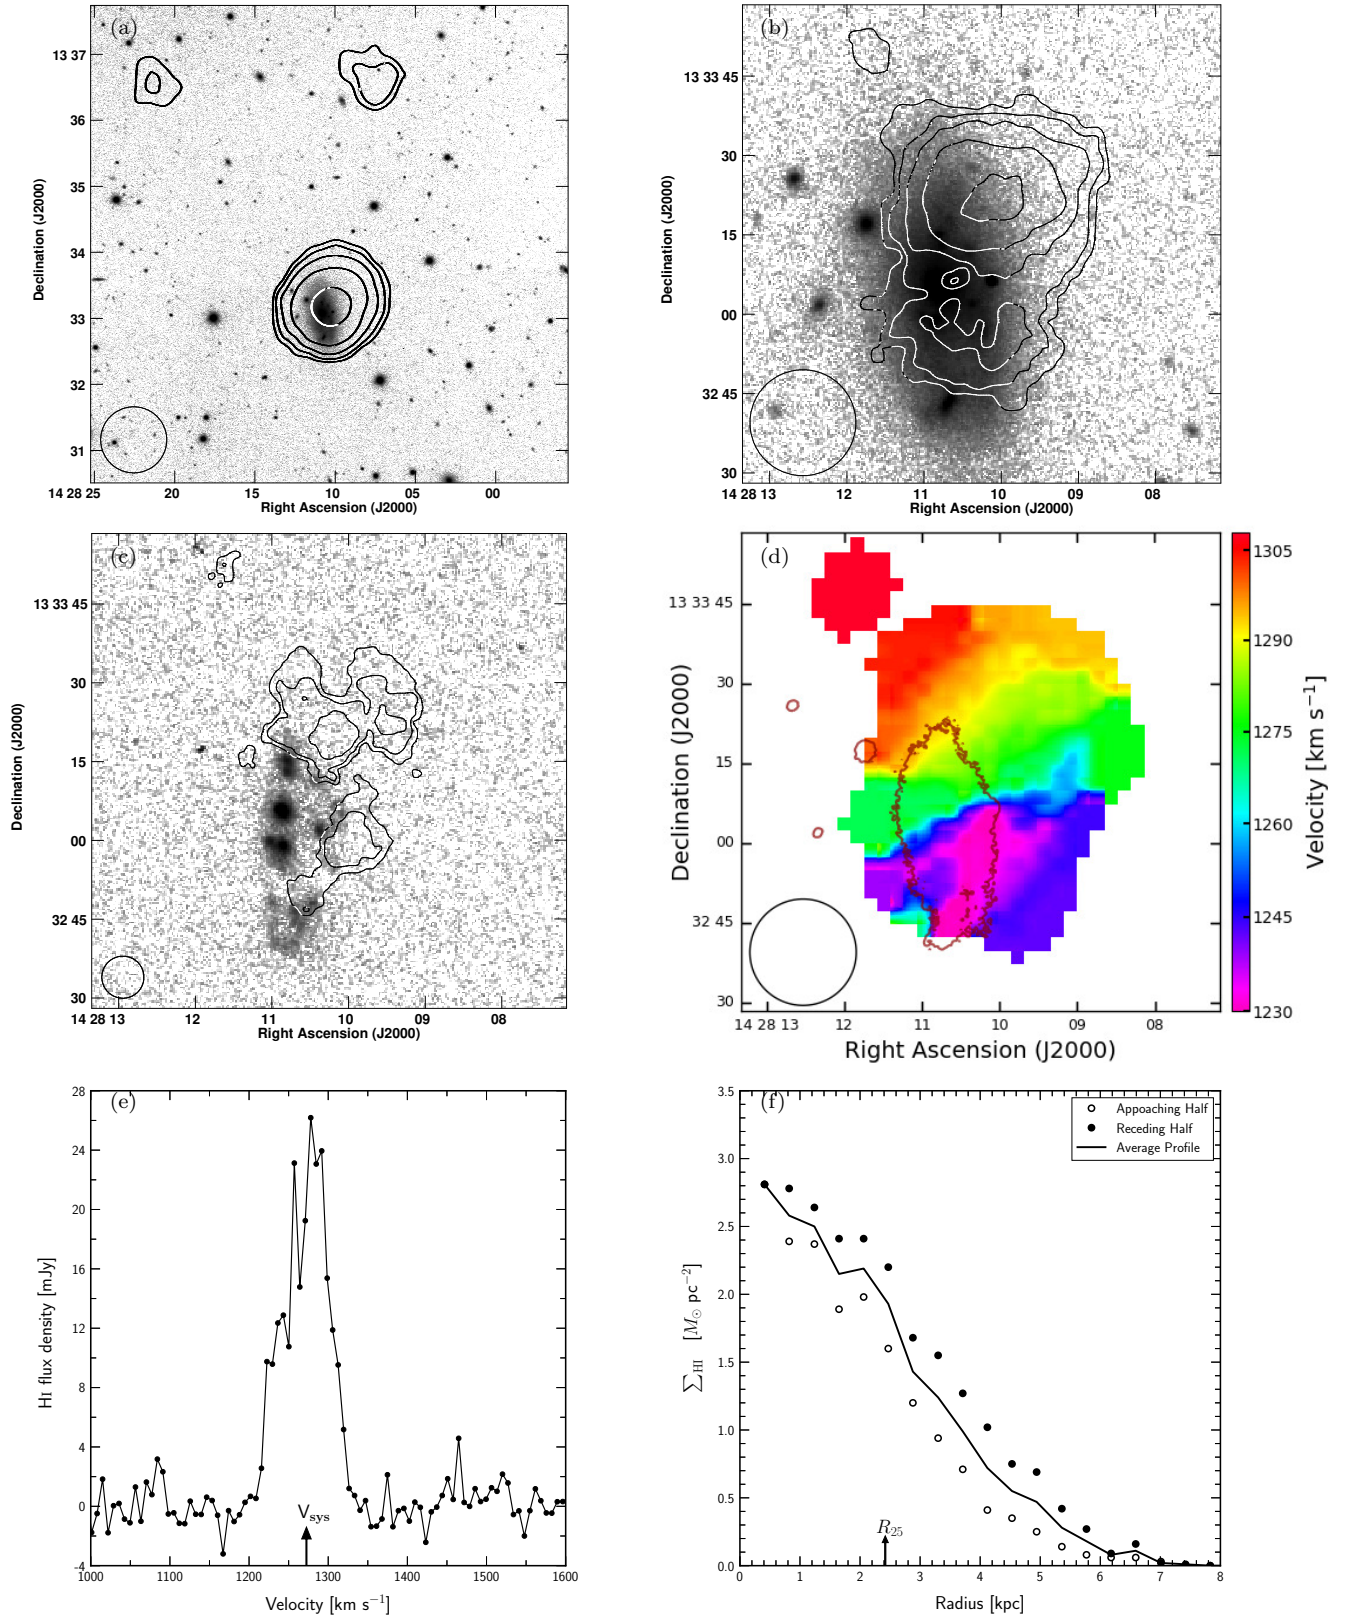 (a)
13 37
36
35
34
33
32
31
Declination (J2000)
14 28 25
20
15
10
05
00
Right Ascension (J2000)
(b)
13 33 45
30
15
00
32 45
30
Declination (J2000)
14 28 13
12
11
10
09
08
Right Ascension (J2000)
(c)
13 33 45
30
15
00
32 45
30
Declination (J2000)
14 28 13
12
11
10
09
08
Right Ascension (J2000)
(d)
13 33 45
30
15
00
32 45
30
Declination (J2000)
14 28 13
12
11
10
09
08
Right Ascension (J2000)
1305
1290
1275
1260
1245
1230
Velocity [km s⁻¹]
(e)
28
24
20
16
12
8
4
0
-4
HI flux density [mJy]
V_sys
1000
1100
1200
1300
1400
1500
1600
Velocity [km s⁻¹]
(f)
Appoaching Half
Receding Half
Average Profile
3.5
3.0
2.5
2.0
1.5
1.0
0.5
0.0
∑_HI [M_⊙ pc⁻²]
R_25
0
1
2
3
4
5
6
7
8
Radius [kpc]